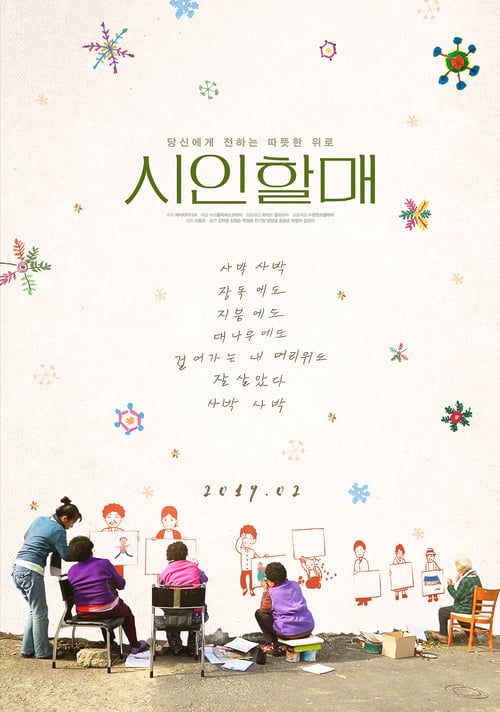 당신에게 전하는 따뜻한 위로
시인할매
사박 사박
장독에도
지붕에도
대나무에도
걸어가는 내 머리위도
잘 살았다
사박 사박
2019.02